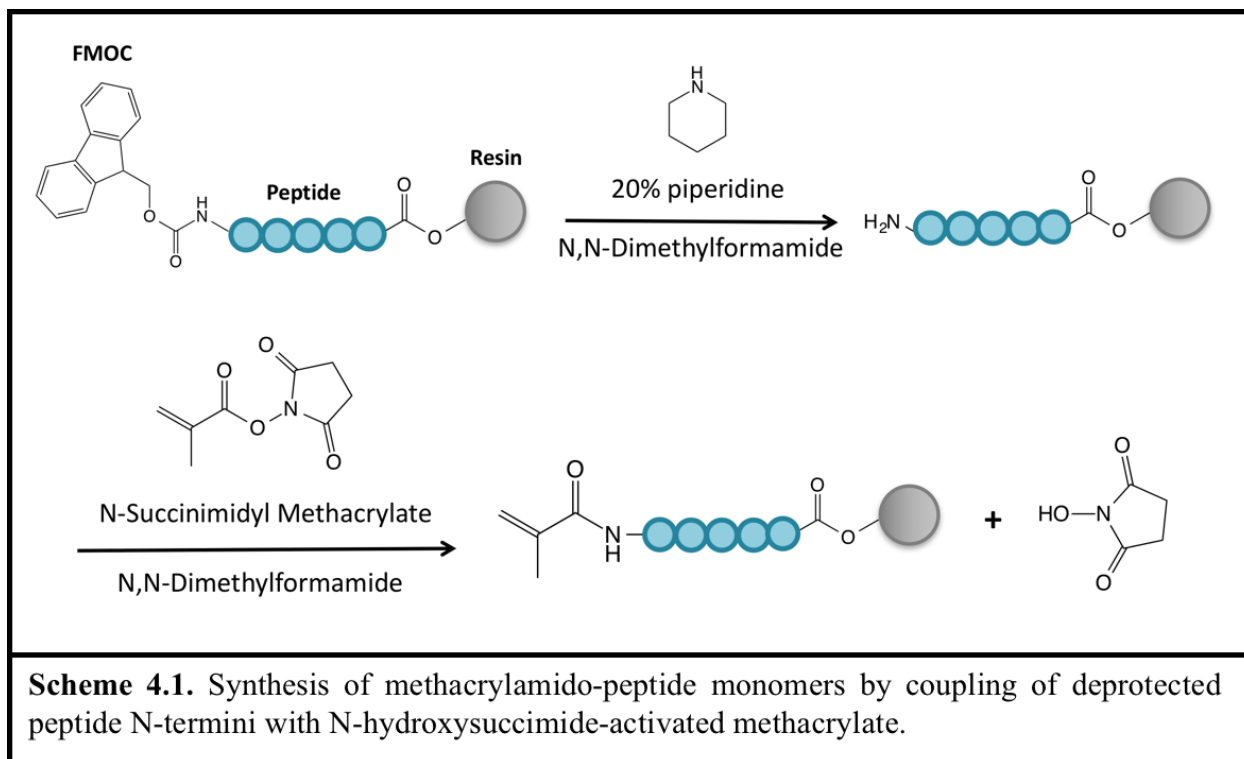 FMOC
H
N
Resin
Peptide
20% piperidine
N,N-Dimethylformamide
O
H
N
O
O
O
H₂N
O
O
O
O
O
N
O
N-Succinimidyl Methacrylate
N,N-Dimethylformamide
O
N
H
O
O
+
O
HO
N
O
Scheme 4.1. Synthesis of methacrylamido-peptide monomers by coupling of deprotected
peptide N-termini with N-hydroxysuccimide-activated methacrylate.